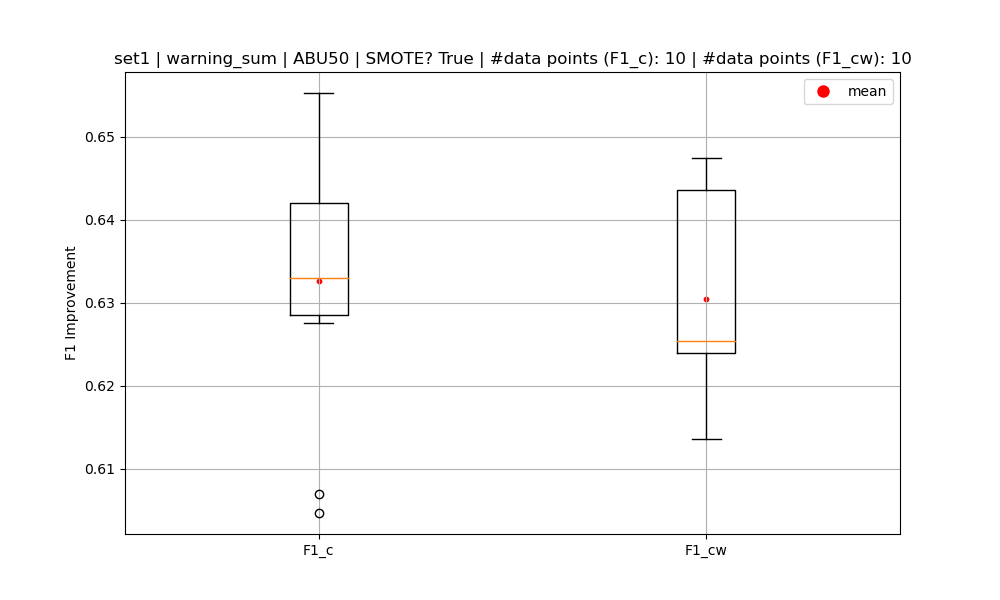 set1 | warning_sum | ABU50 | SMOTE? True | #data points (F1_c): 10 | #data points (F1_cw): 10
mean
F1 Improvement
0.65
0.64
0.63
0.62
0.61
F1_c
F1_cw